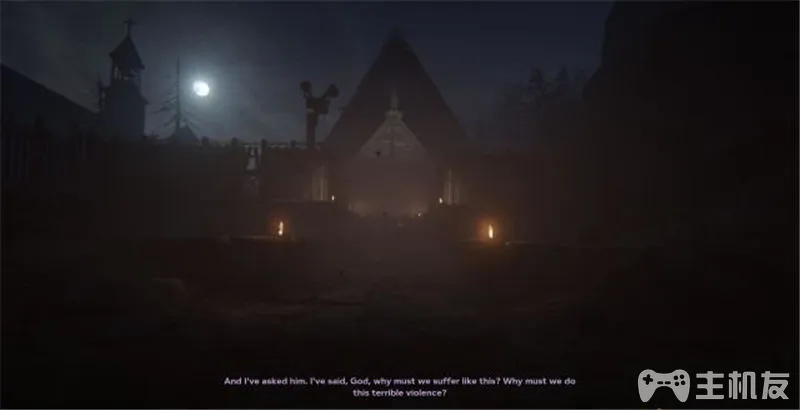 And I've asked him. I've said, God, why must we suffer like this? Why must we do
this terrible violence?
主机友